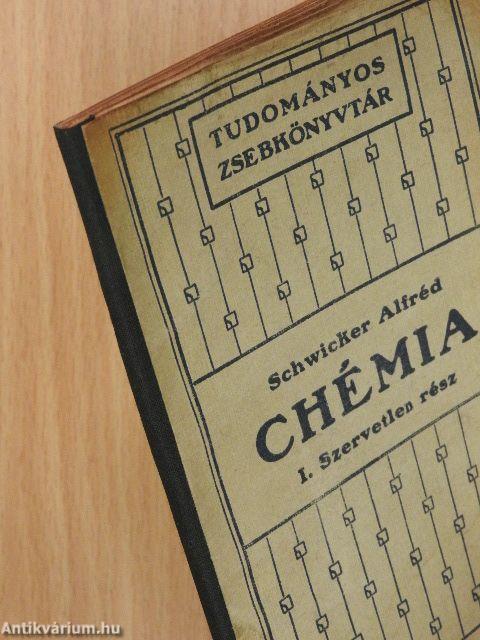 TUDOMÁNYOS
ZSEBKÖNYVTÁR
Schwicker Alfréd
CHÉMIA
I. Szervetlen rész
Antikvárium.hu